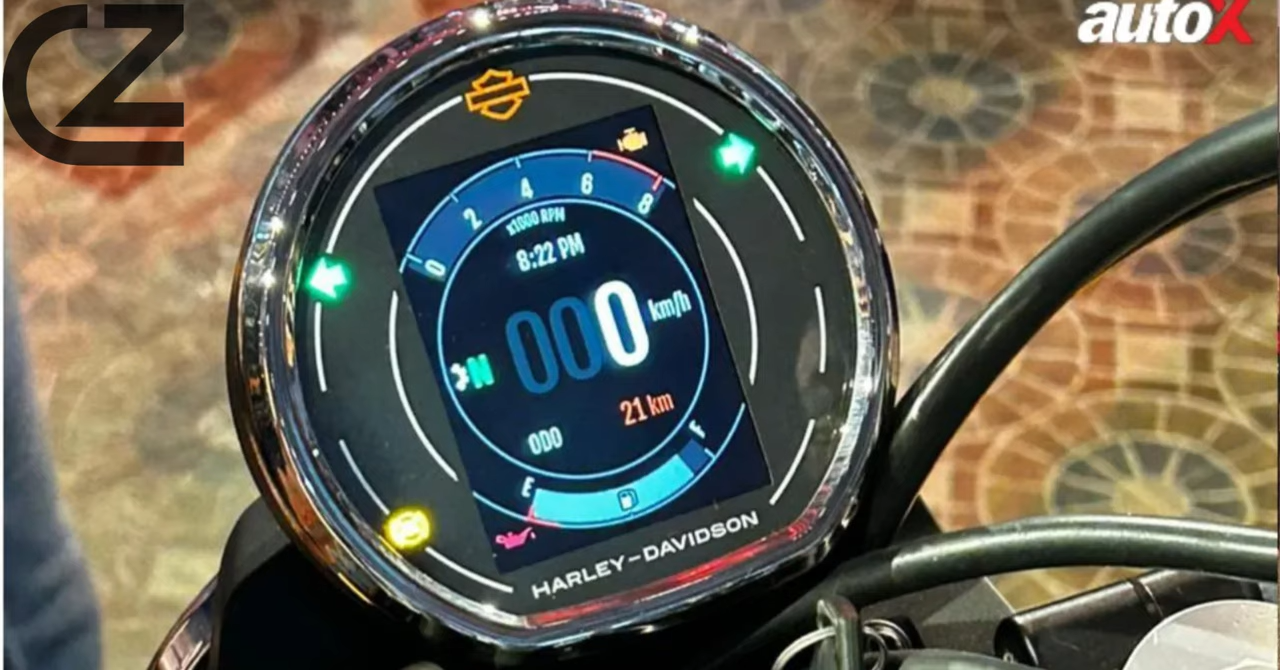 CZ
autoX
0 2 4 6 8
x1000 RPM
8:22 PM
000 km/h
N
21 km
ODO
E F
HARLEY-DAVIDSON